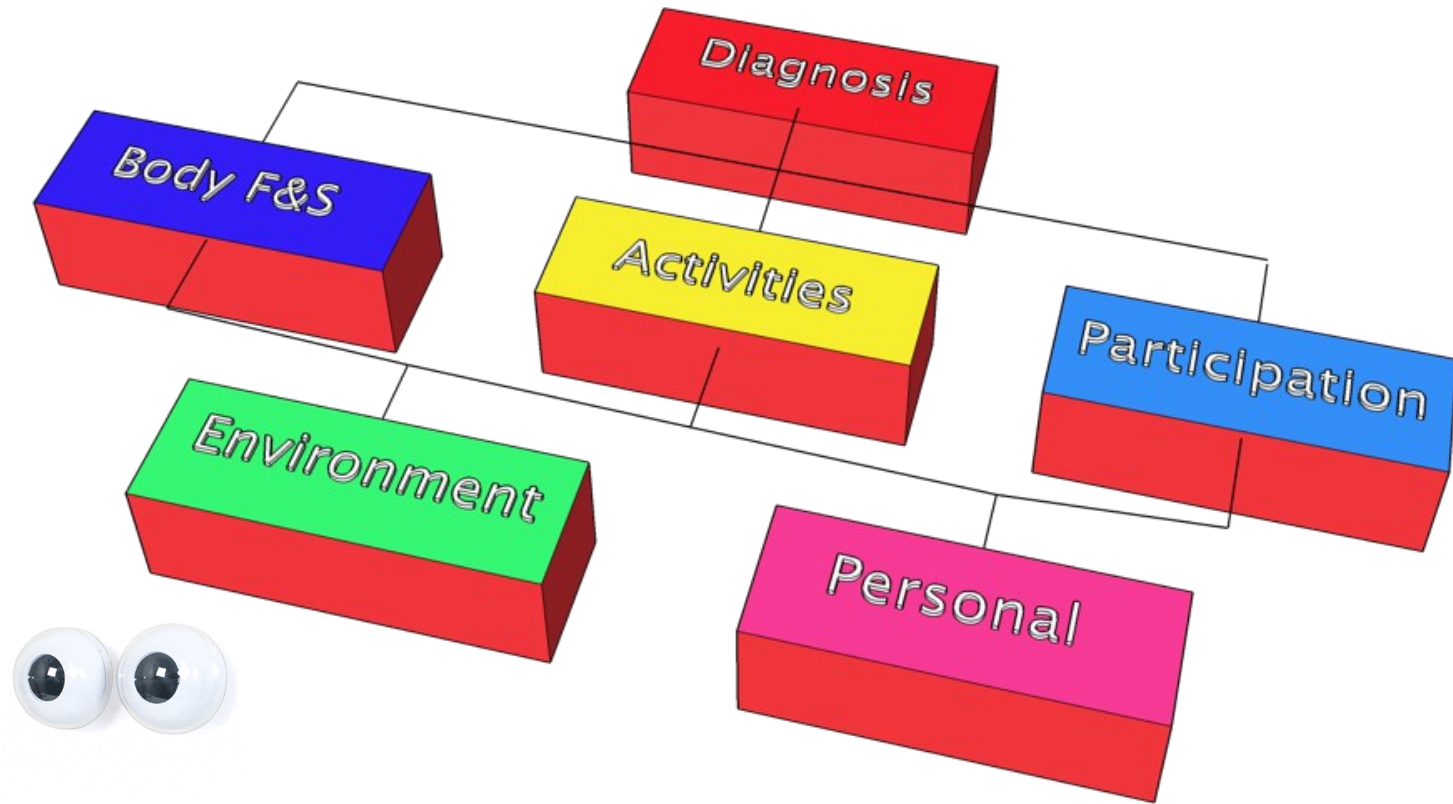 Diagnosis
Body F&S
Activities
Participation
Environment
Personal